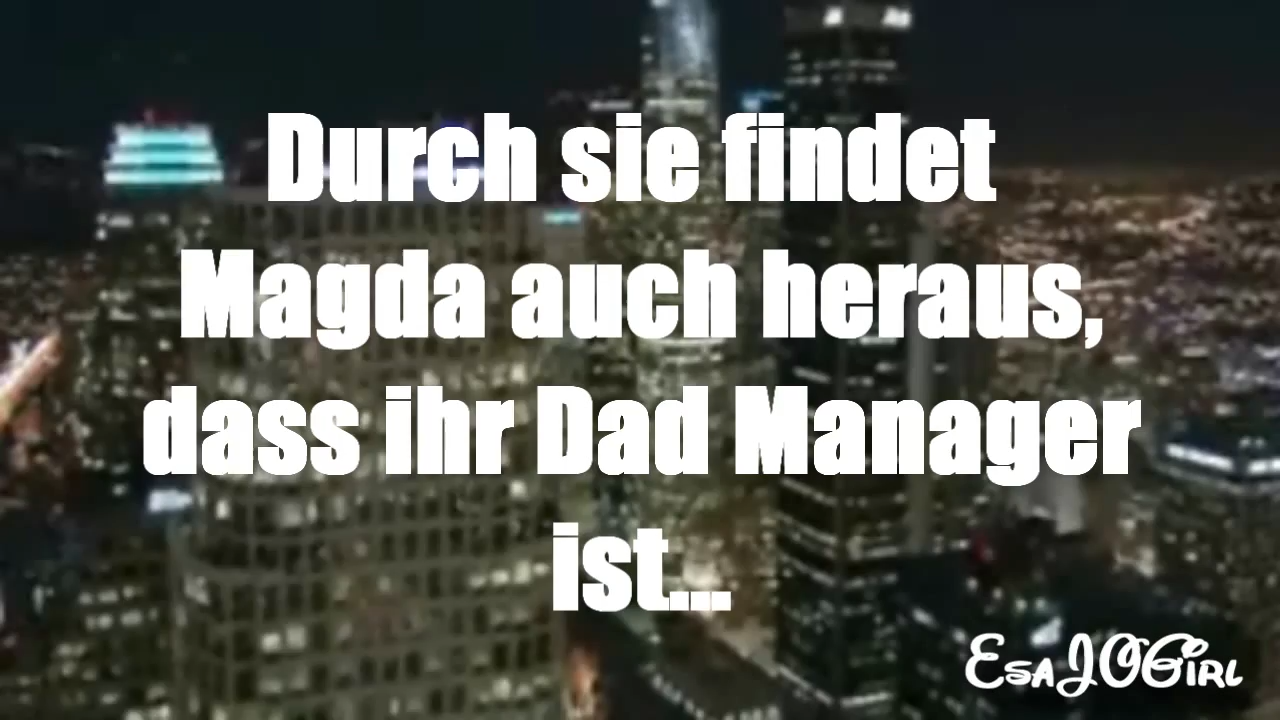 Durch sie findet
Magda auch heraus,
dass ihr Dad Manager
ist...
EsaJOGirl